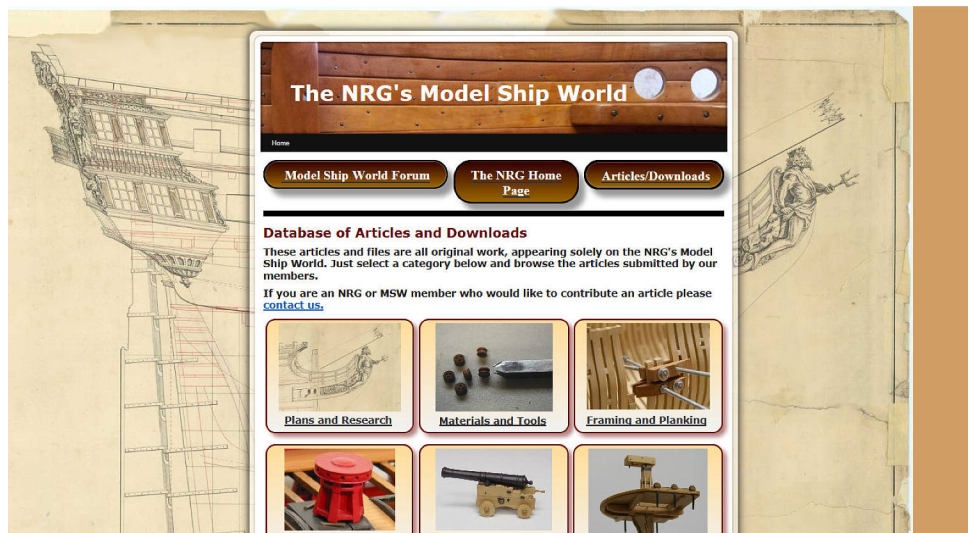 The NRG's Model Ship World
Home
Model Ship World Forum
The NRG Home
Page
Articles/Downloads
Database of Articles and Downloads
These articles and files are all original work, appearing solely on the NRG's Model
Ship World. Just select a category below and browse the articles submitted by our
members.
If you are an NRG or MSW member who would like to contribute an article please
contact us.
Plans and Research
Materials and Tools
Framing and Planking